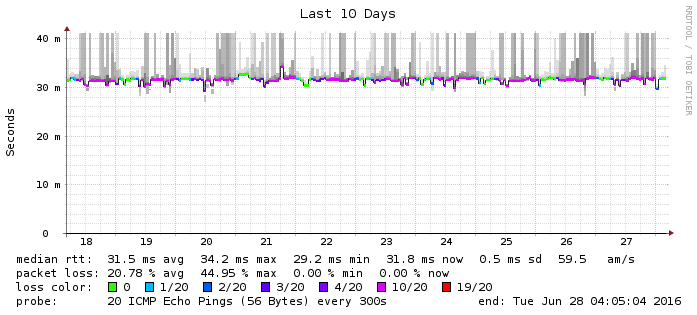 Last 10 Days
RRDTOOL / TOBI OETIKER
Seconds
40 m
30 m
20 m
10 m
0
18 19 20 21 22 23 24 25 26 27
median rtt: 31.5 ms avg 34.2 ms max 29.2 ms min 31.8 ms now 0.5 ms sd 59.5 am/s
packet loss: 20.78 % avg 44.95 % max 0.00 % min 0.00 % now
loss color: 0 1/20 2/20 3/20 4/20 10/20 19/20
probe: 20 ICMP Echo Pings (56 Bytes) every 300s end: Tue Jun 28 04:05:04 2016